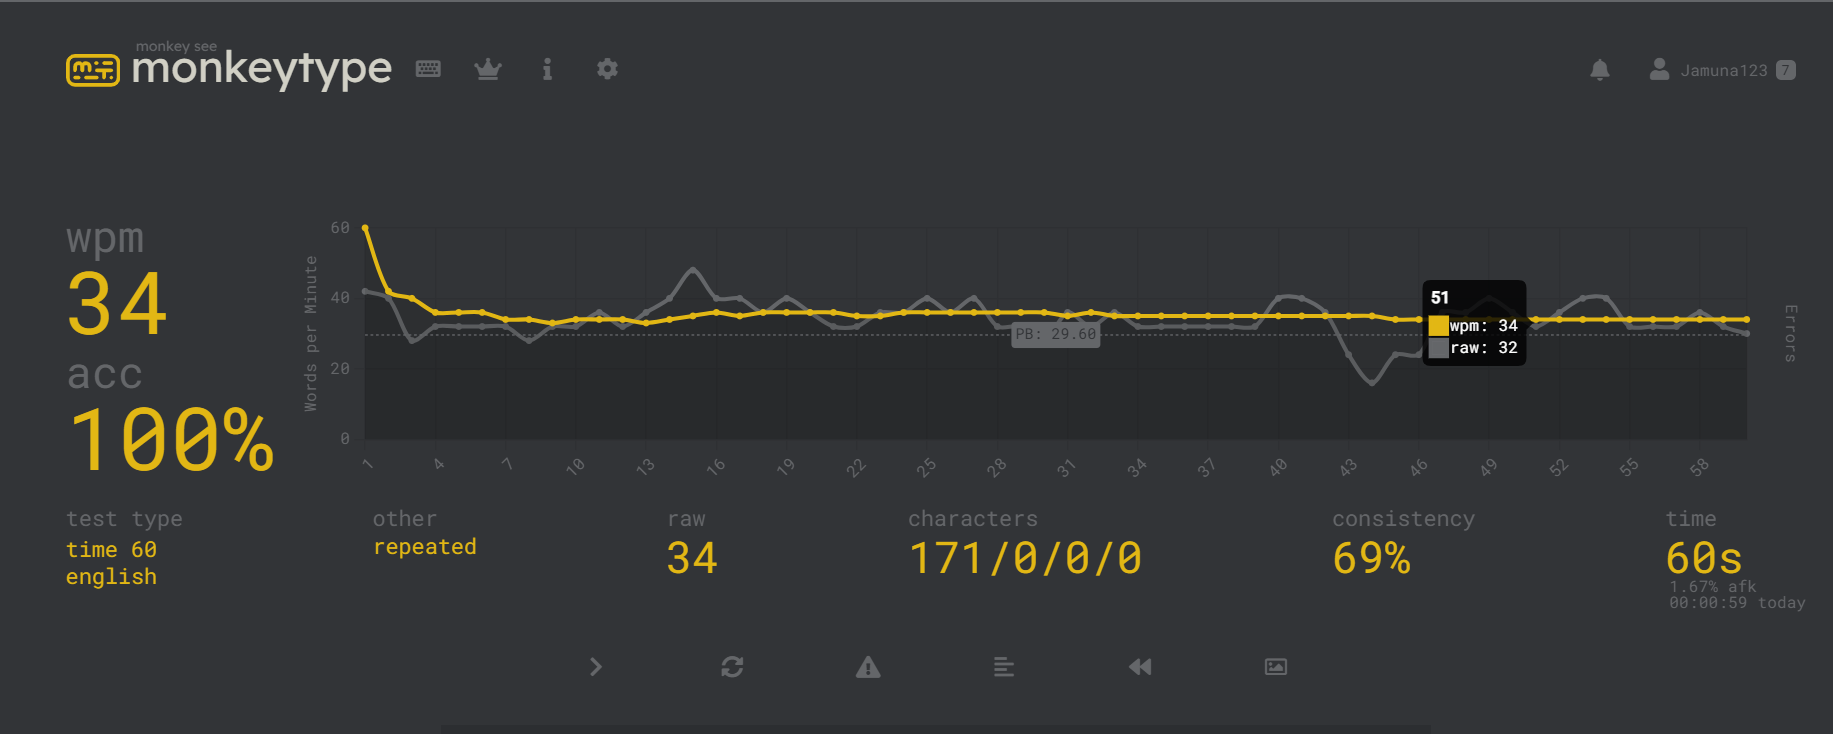 monkey see
monkeytype
Jamuna123 7
wpm
34
acc
100%
Words per Minute
60
40
20
0
PB: 29.60
51
wpm: 34
raw: 32
Errors
1 4 7 10 13 16 19 22 25 28 31 34 37 40 43 46 49 52 55 58
test type
time 60
english
other
repeated
raw
34
characters
171/0/0/0
consistency
69%
time
60s
1.67% afk
00:00:59 today